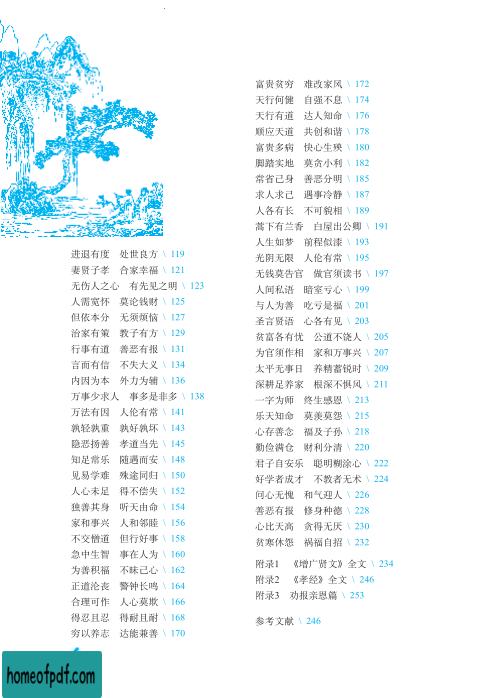 进退有度　处世良方 \ 119
妻贤子孝　合家幸福 \ 121
无伤人之心　有先见之明 \ 123
人需宽怀　莫论钱财 \ 125
但依本分　无须烦恼 \ 127
治家有策　教子有方 \ 129
行事有道　善恶有报 \ 131
言而有信　不失大义 \ 134
内因为本　外力为辅 \ 136
万事少求人　事多是非多 \ 138
万法有因　人伦有常 \ 141
孰轻孰重　孰好孰坏 \ 143
隐恶扬善　孝道当先 \ 145
知足常乐　随遇而安 \ 148
见易学难　殊途同归 \ 150
人心未足　得不偿失 \ 152
独善其身　听天由命 \ 154
家和事兴　人和邻睦 \ 156
不交僧道　但行好事 \ 158
急中生智　事在人为 \ 160
为善积福　不昧己心 \ 162
正道沧丧　警钟长鸣 \ 164
合理可作　人心莫欺 \ 166
得忍且忍　得耐且耐 \ 168
穷以养志　达能兼善 \ 170
富贵贫穷　难改家风 \ 172
天行何健　自强不息 \ 174
天行有道　达人知命 \ 176
顺应天道　共创和谐 \ 178
富贵多病　快心生殃 \ 180
脚踏实地　莫贪小利 \ 182
常省己身　善恶分明 \ 185
求人求己　遇事冷静 \ 187
人各有长　不可貌相 \ 189
蒿下有兰香　白屋出公卿 \ 191
人生如梦　前程似漆 \ 193
光阴无限　人伦有常 \ 195
无钱莫告官　做官须读书 \ 197
人间私语　暗室亏心 \ 199
与人为善　吃亏是福 \ 201
圣言贤语　心各有见 \ 203
贫富各有忧　公道不饶人 \ 205
为官须作相　家和万事兴 \ 207
太平无事日　养精蓄锐时 \ 209
深耕足养家　根深不惧风 \ 211
一字为师　终生感恩 \ 213
乐天知命　莫羡莫怨 \ 215
心存善念　福及子孙 \ 218
勤俭满仓　财利分清 \ 220
君子自安乐　聪明糊涂心 \ 222
好学者成才　不教者无术 \ 224
问心无愧　和气迎人 \ 226
善恶有报　修身种德 \ 228
心比天高　贪得无厌 \ 230
贫寒休怨　祸福自招 \ 232
附录1　《增广贤文》全文 \ 234
附录2　《孝经》全文 \ 246
附录3　劝报亲恩篇 \ 253
参考文献 \ 246
homeofpdf.com